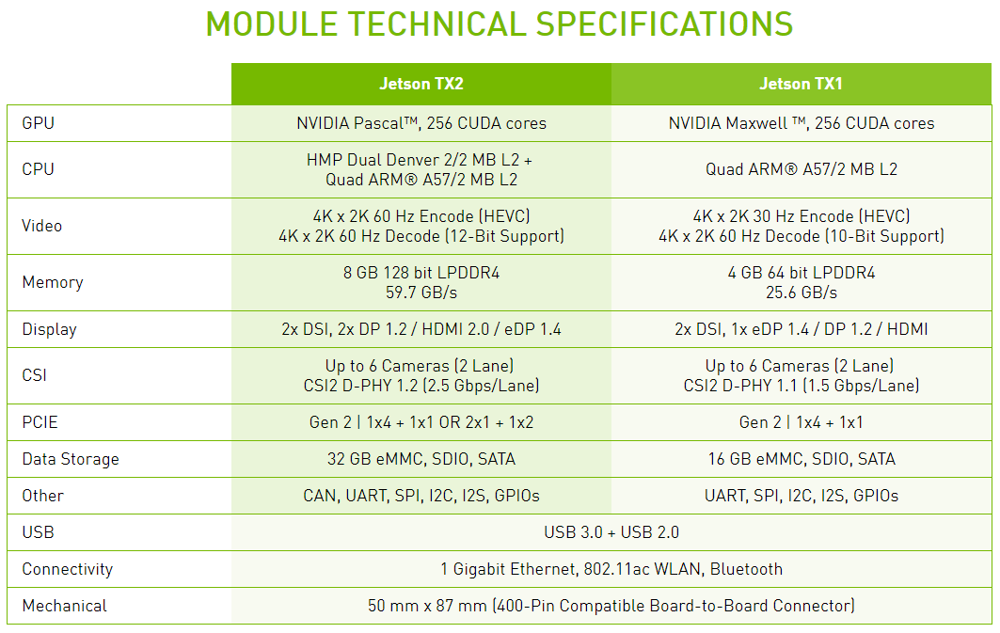 MODULE TECHNICAL SPECIFICATIONS
Jetson TX2 Jetson TX1
GPU NVIDIA Pascal™, 256 CUDA cores NVIDIA Maxwell ™, 256 CUDA cores
CPU HMP Dual Denver 2/2 MB L2 +
Quad ARM® A57/2 MB L2 Quad ARM® A57/2 MB L2
Video 4K x 2K 60 Hz Encode (HEVC) 4K x 2K 30 Hz Encode (HEVC)
4K x 2K 60 Hz Decode (12-Bit Support) 4K x 2K 60 Hz Decode (10-Bit Support)
Memory 8 GB 128 bit LPDDR4 4 GB 64 bit LPDDR4
59.7 GB/s 25.6 GB/s
Display 2x DSI, 2x DP 1.2 / HDMI 2.0 / eDP 1.4 2x DSI, 1x eDP 1.4 / DP 1.2 / HDMI
CSI Up to 6 Cameras (2 Lane) Up to 6 Cameras (2 Lane)
CSI2 D-PHY 1.2 (2.5 Gbps/Lane) CSI2 D-PHY 1.1 (1.5 Gbps/Lane)
PCIE Gen 2 | 1x4 + 1x1 OR 2x1 + 1x2 Gen 2 | 1x4 + 1x1
Data Storage 32 GB eMMC, SDIO, SATA 16 GB eMMC, SDIO, SATA
Other CAN, UART, SPI, I2C, I2S, GPIOs UART, SPI, I2C, I2S, GPIOs
USB USB 3.0 + USB 2.0
Connectivity 1 Gigabit Ethernet, 802.11ac WLAN, Bluetooth
Mechanical 50 mm x 87 mm (400-Pin Compatible Board-to-Board Connector)